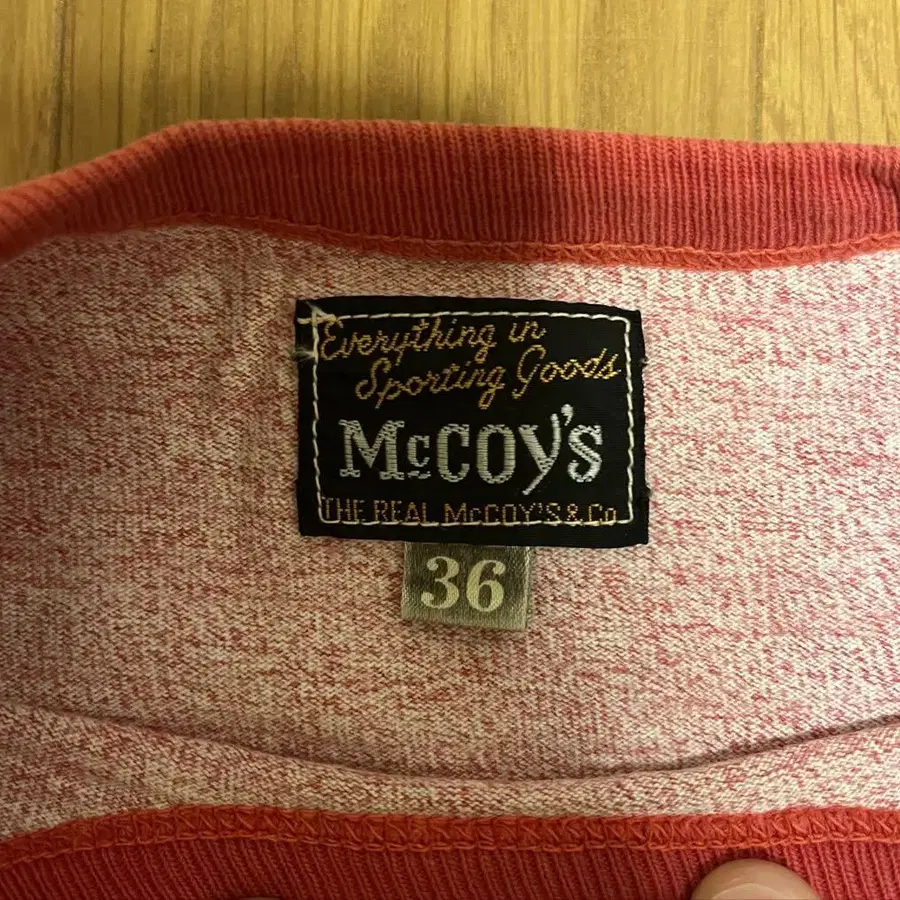 Everything in
Sporting Goods
McCOY'S
THE REAL McCOY'S & Co
36